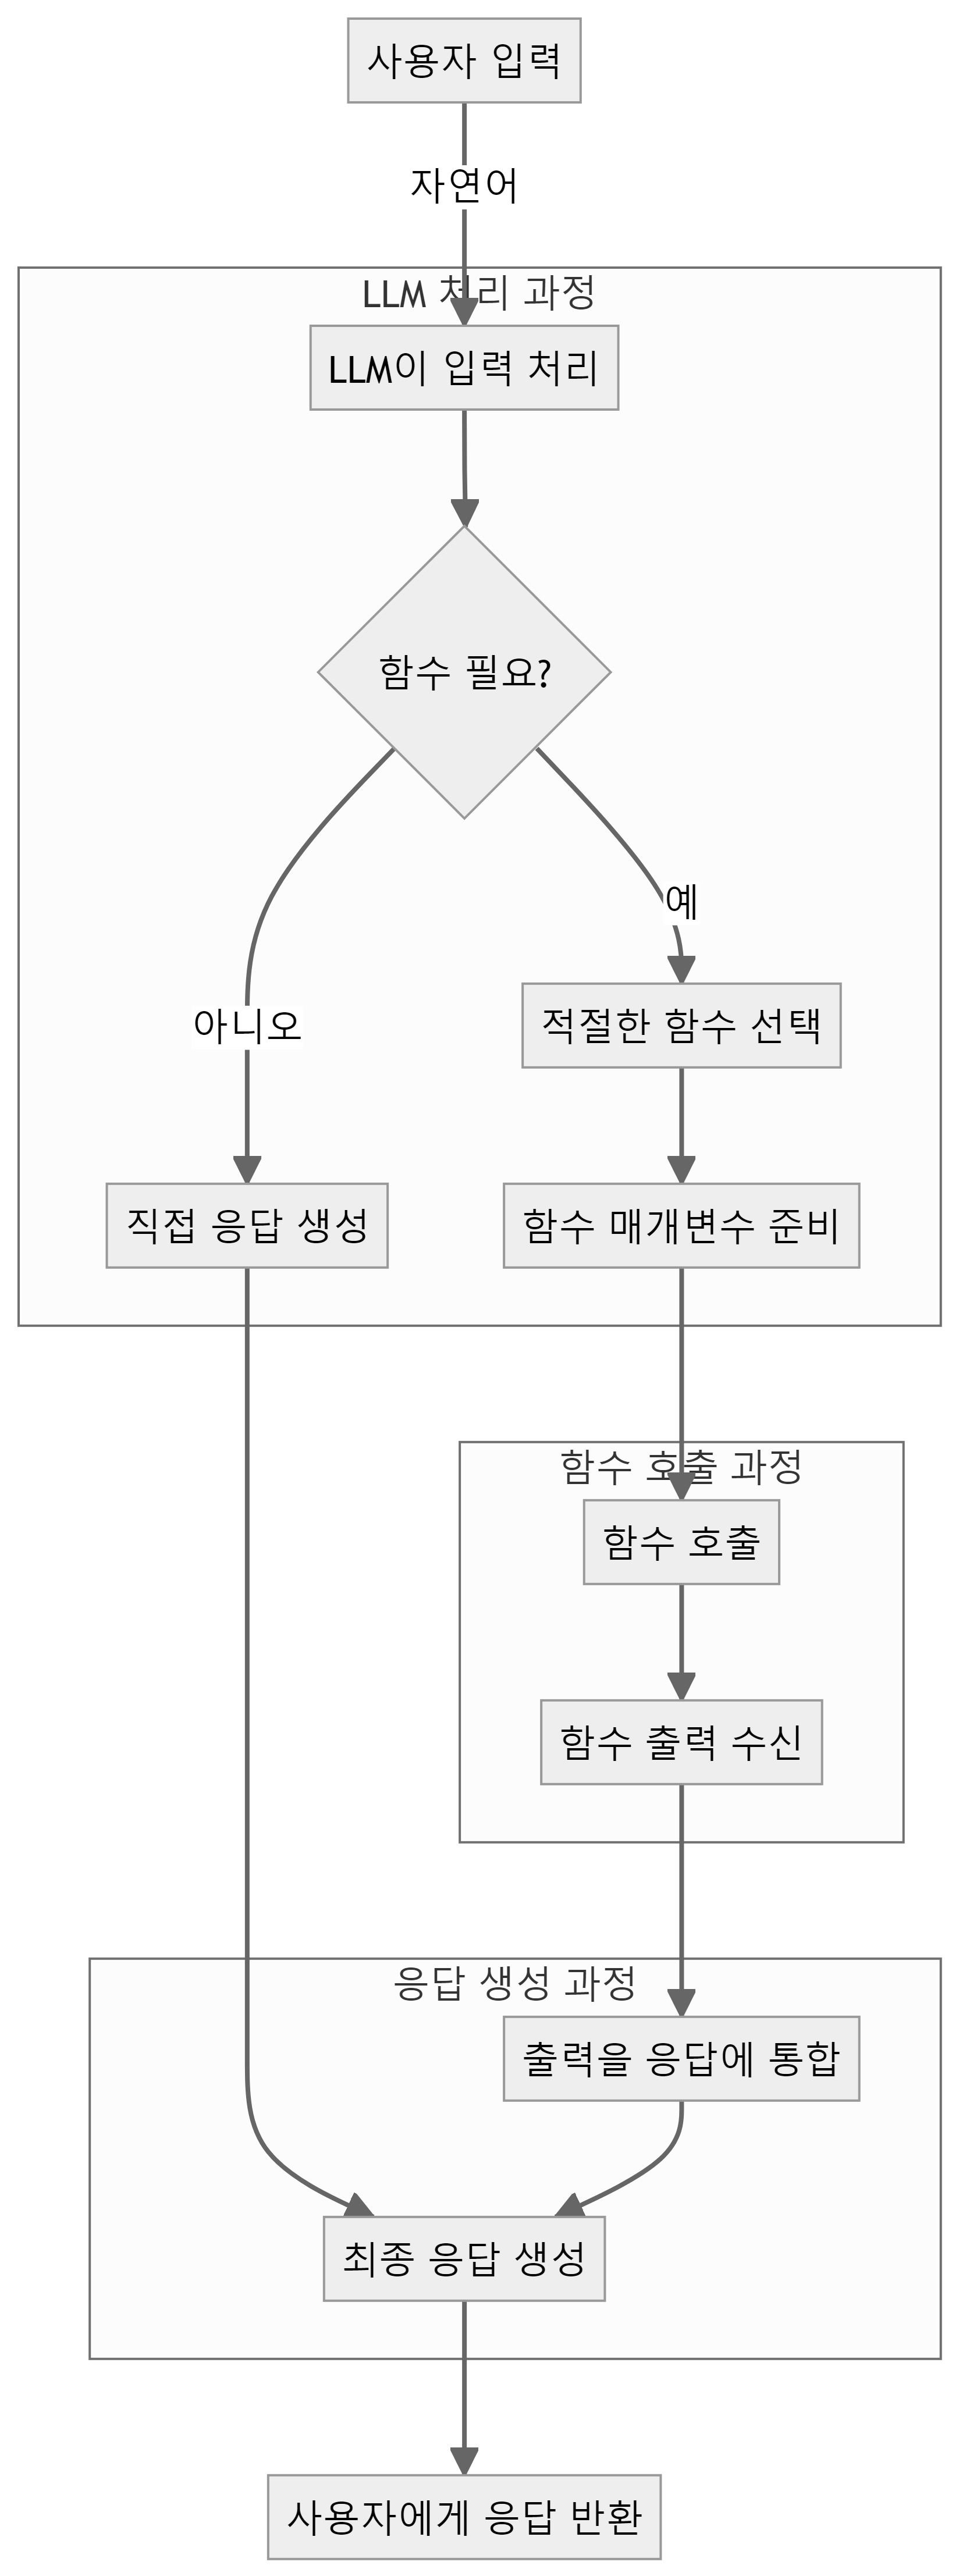 사용자 입력
자연어
LLM 처리 과정
LLM이 입력 처리
함수 필요?
예
아니오
적절한 함수 선택
직접 응답 생성
함수 매개변수 준비
함수 호출 과정
함수 호출
함수 출력 수신
응답 생성 과정
출력을 응답에 통합
최종 응답 생성
사용자에게 응답 반환